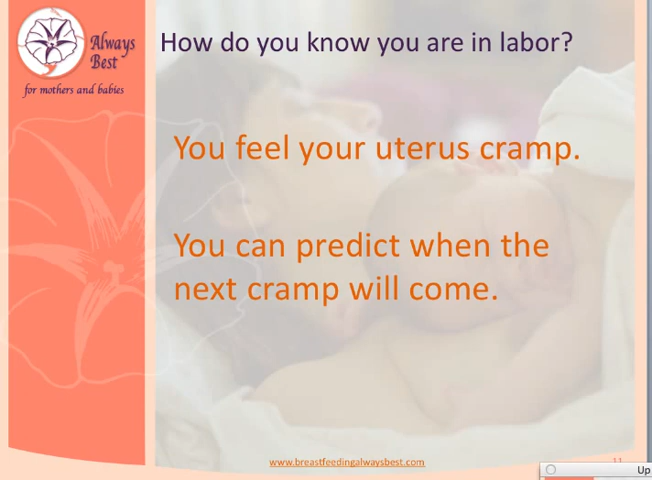 Always
Best
for mothers and babies
How do you know you are in labor?
You feel your uterus cramp.
You can predict when the
next cramp will come.
www.breastfeedingalwaysbest.com
11
Up